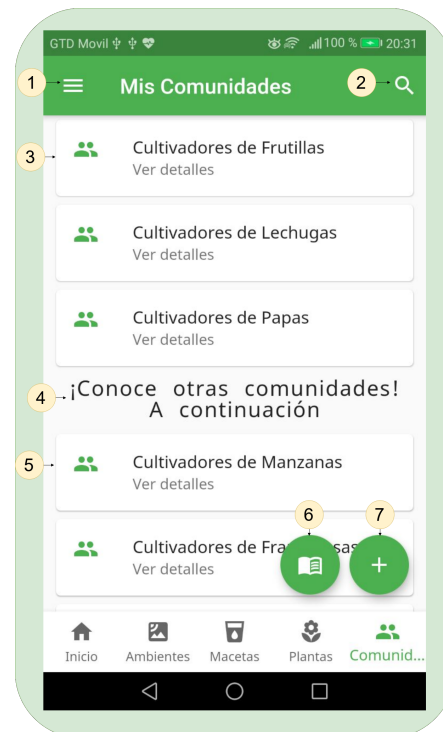 GTD Movil 100 % 20:31
1 Mis Comunidades 2
3 Cultivadores de Frutillas
Ver detalles
Cultivadores de Lechugas
Ver detalles
Cultivadores de Papas
Ver detalles
4 ¡Conoce otras comunidades!
A continuación
5 Cultivadores de Manzanas
Ver detalles
6 7
Cultivadores de
Ver detalles
+
Inicio Ambientes Macetas Plantas Comunid...